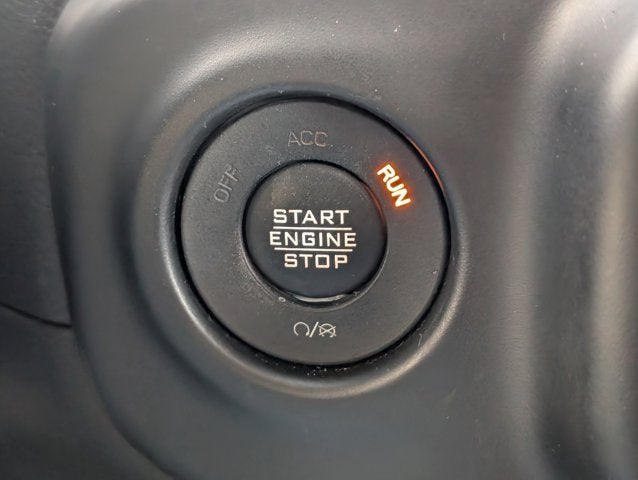 ACC
OFF
RUN
START
ENGINE
STOP